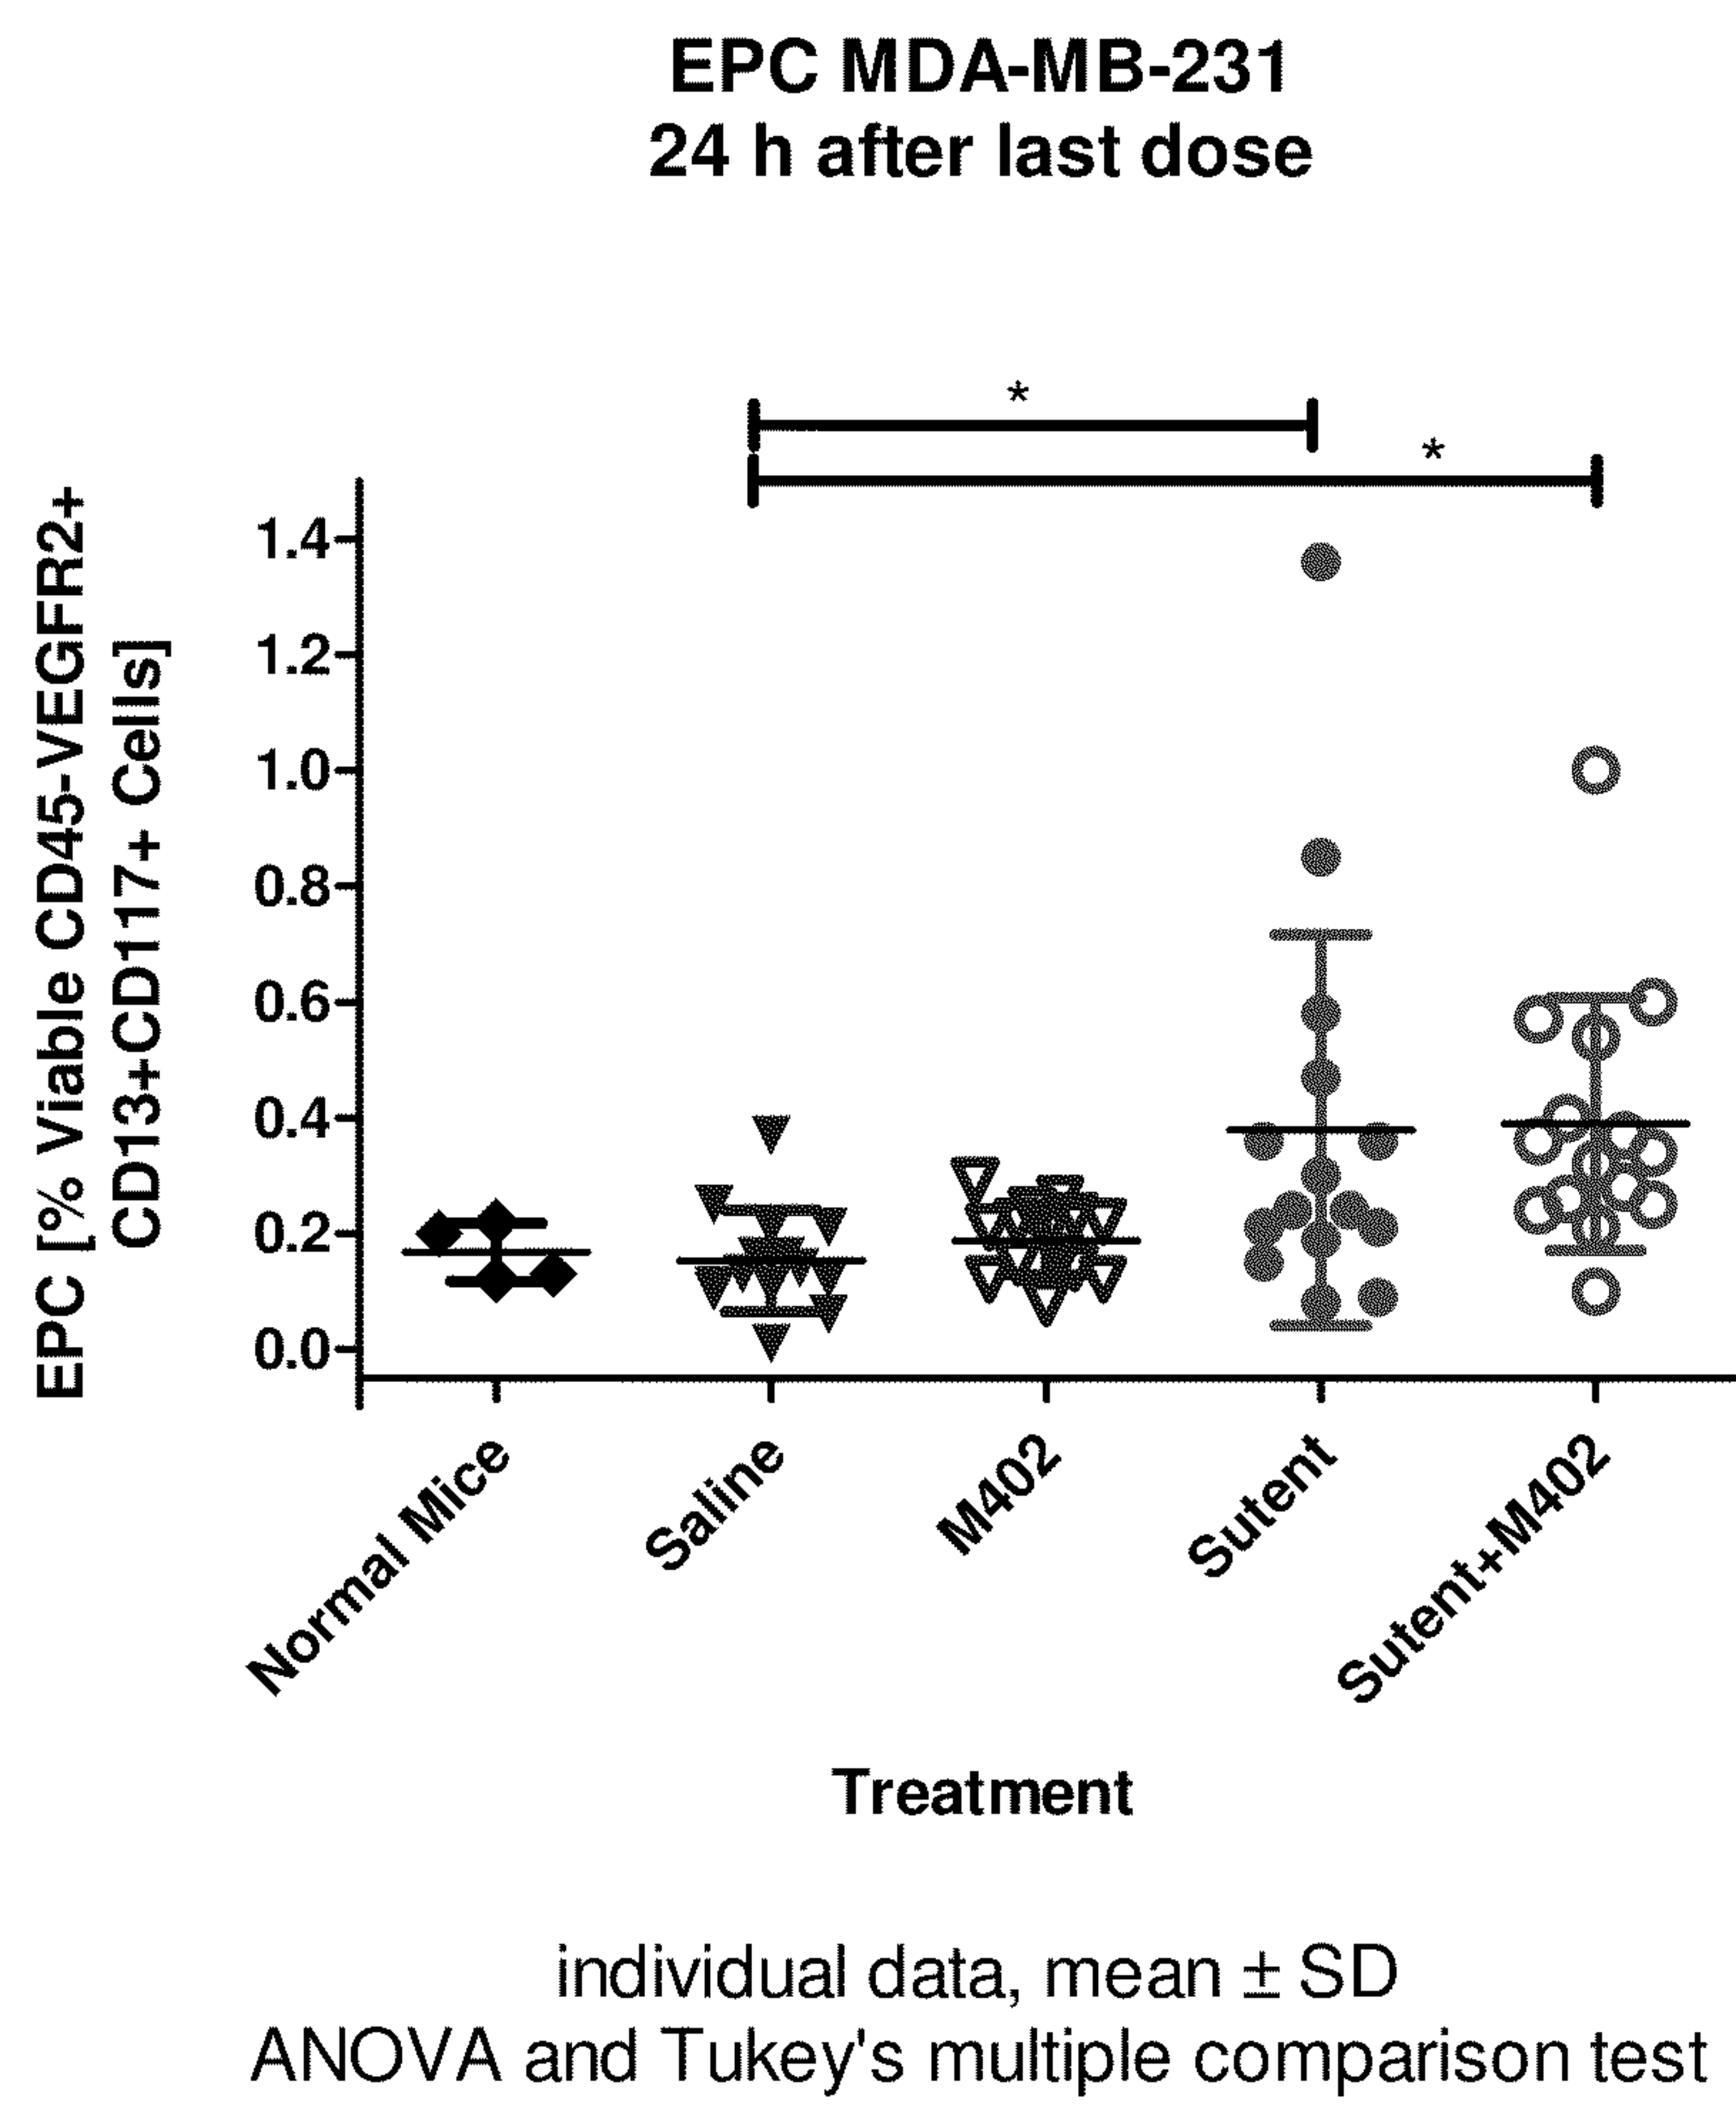 EPC MDA-MB-231
24 h after last dose
*
*
EPC [% Viable CD45-VEGFR2+
CD13+CD117+ Cells]
1.4
1.2
1.0
0.8
0.6
0.4
0.2
0.0
Normal Mice
Saline
M402
Sutent
Sutent+M402
Treatment
individual data, mean ± SD
ANOVA and Tukey's multiple comparison test